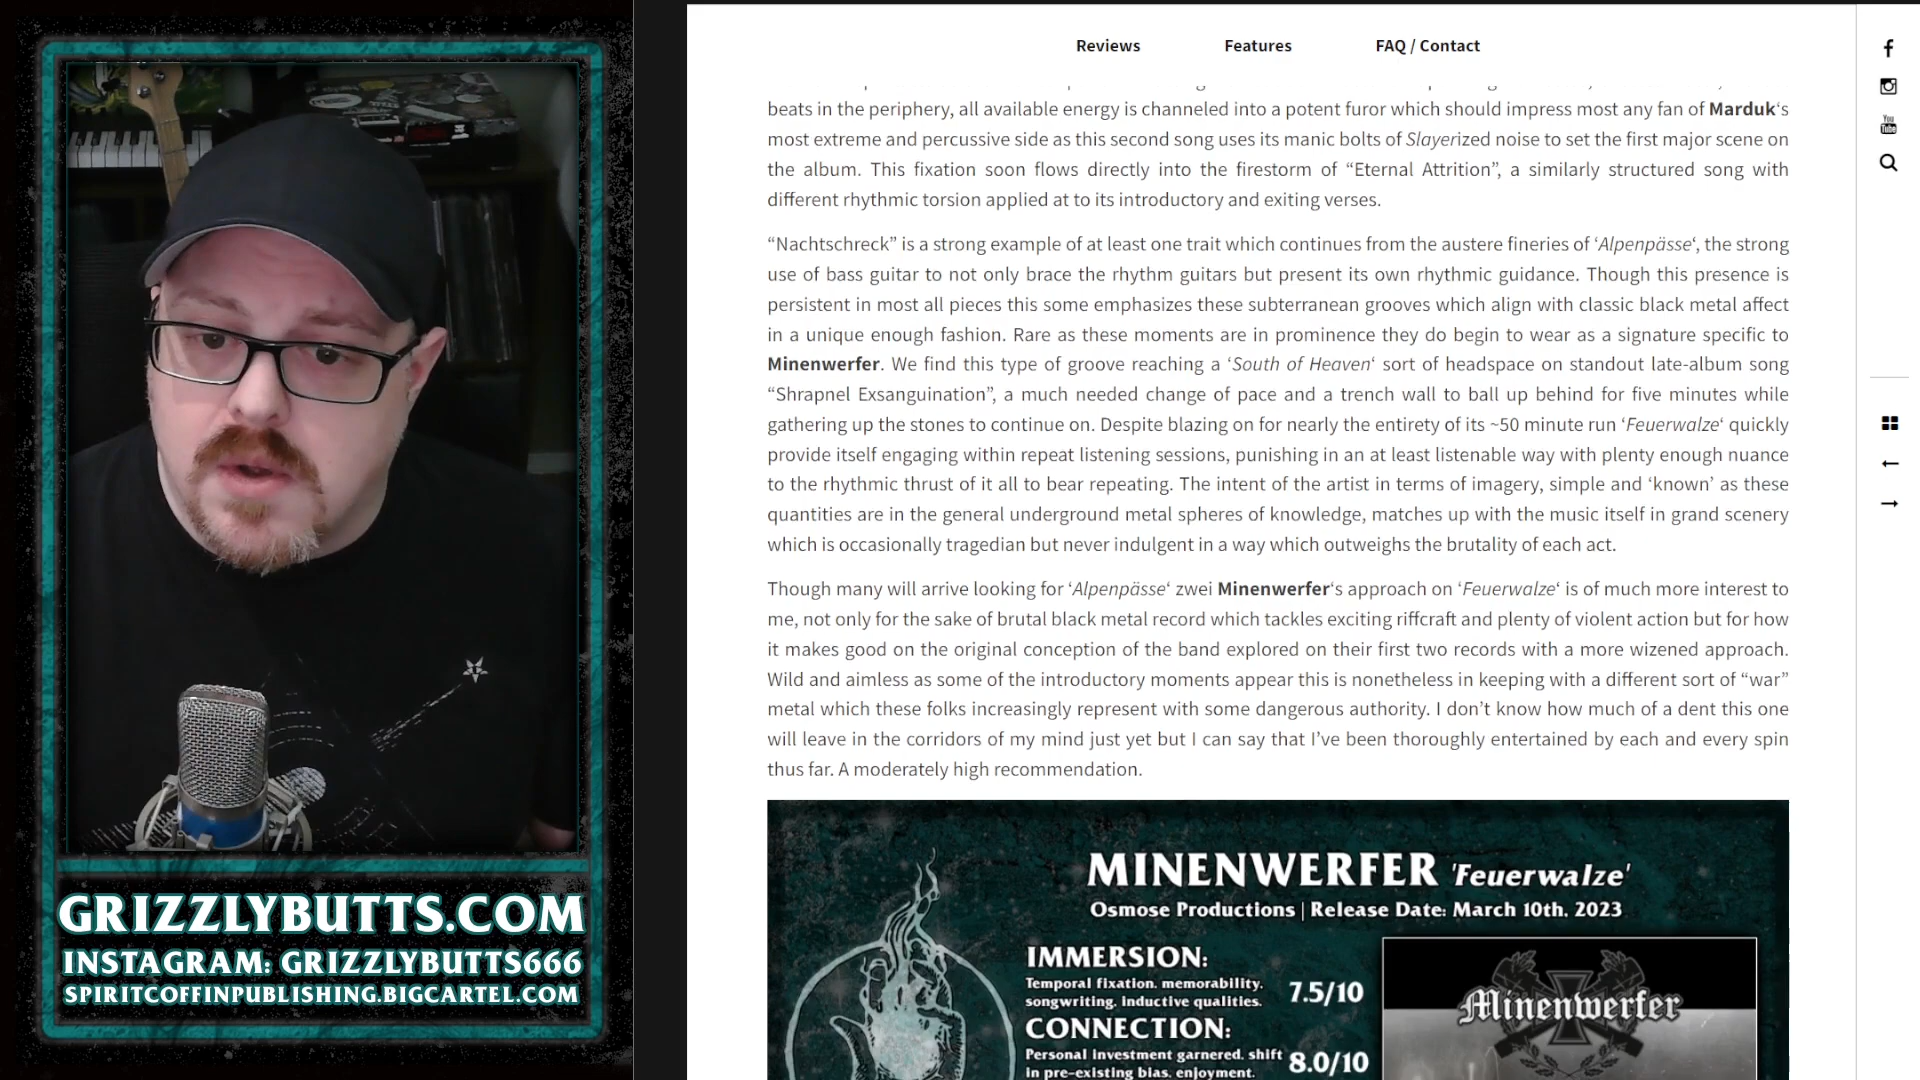 Reviews
Features
FAQ / Contact
beats in the periphery, all available energy is channeled into a potent furor which should impress most any fan of Marduk‘s
most extreme and percussive side as this second song uses its manic bolts of Slayerized noise to set the first major scene on
the album. This fixation soon flows directly into the firestorm of “Eternal Attrition”, a similarly structured song with
different rhythmic torsion applied at to its introductory and exiting verses.
“Nachtschreck” is a strong example of at least one trait which continues from the austere fineries of ‘Alpenpässe‘, the strong
use of bass guitar to not only brace the rhythm guitars but present its own rhythmic guidance. Though this presence is
persistent in most all pieces this some emphasizes these subterranean grooves which align with classic black metal affect
in a unique enough fashion. Rare as these moments are in prominence they do begin to wear as a signature specific to
Minenwerfer. We find this type of groove reaching a ‘South of Heaven‘ sort of headspace on standout late-album song
“Shrapnel Exsanguination”, a much needed change of pace and a trench wall to ball up behind for five minutes while
gathering up the stones to continue on. Despite blazing on for nearly the entirety of its ~50 minute run ‘Feuerwalze‘ quickly
provide itself engaging within repeat listening sessions, punishing in an at least listenable way with plenty enough nuance
to the rhythmic thrust of it all to bear repeating. The intent of the artist in terms of imagery, simple and ‘known’ as these
quantities are in the general underground metal spheres of knowledge, matches up with the music itself in grand scenery
which is occasionally tragedian but never indulgent in a way which outweighs the brutality of each act.
Though many will arrive looking for ‘Alpenpässe‘ zwei Minenwerfer‘s approach on ‘Feuerwalze‘ is of much more interest to
me, not only for the sake of brutal black metal record which tackles exciting riffcraft and plenty of violent action but for how
it makes good on the original conception of the band explored on their first two records with a more wizened approach.
Wild and aimless as some of the introductory moments appear this is nonetheless in keeping with a different sort of “war”
metal which these folks increasingly represent with some dangerous authority. I don’t know how much of a dent this one
will leave in the corridors of my mind just yet but I can say that I’ve been thoroughly entertained by each and every spin
thus far. A moderately high recommendation.
MINENWERFER 'Feuerwalze'
Osmose Productions | Release Date: March 10th, 2023
IMMERSION:
Temporal fixation, memorability,
songwriting, inductive qualities.
7.5/10
CONNECTION:
Personal investment garnered, shift
in pre-existing bias, enjoyment.
8.0/10
Minenwerfer
You
Tube
GRIZZLYBUTTS.COM
INSTAGRAM: GRIZZLYBUTTS666
SPIRITCOFFINPUBLISHING.BIGCARTEL.COM